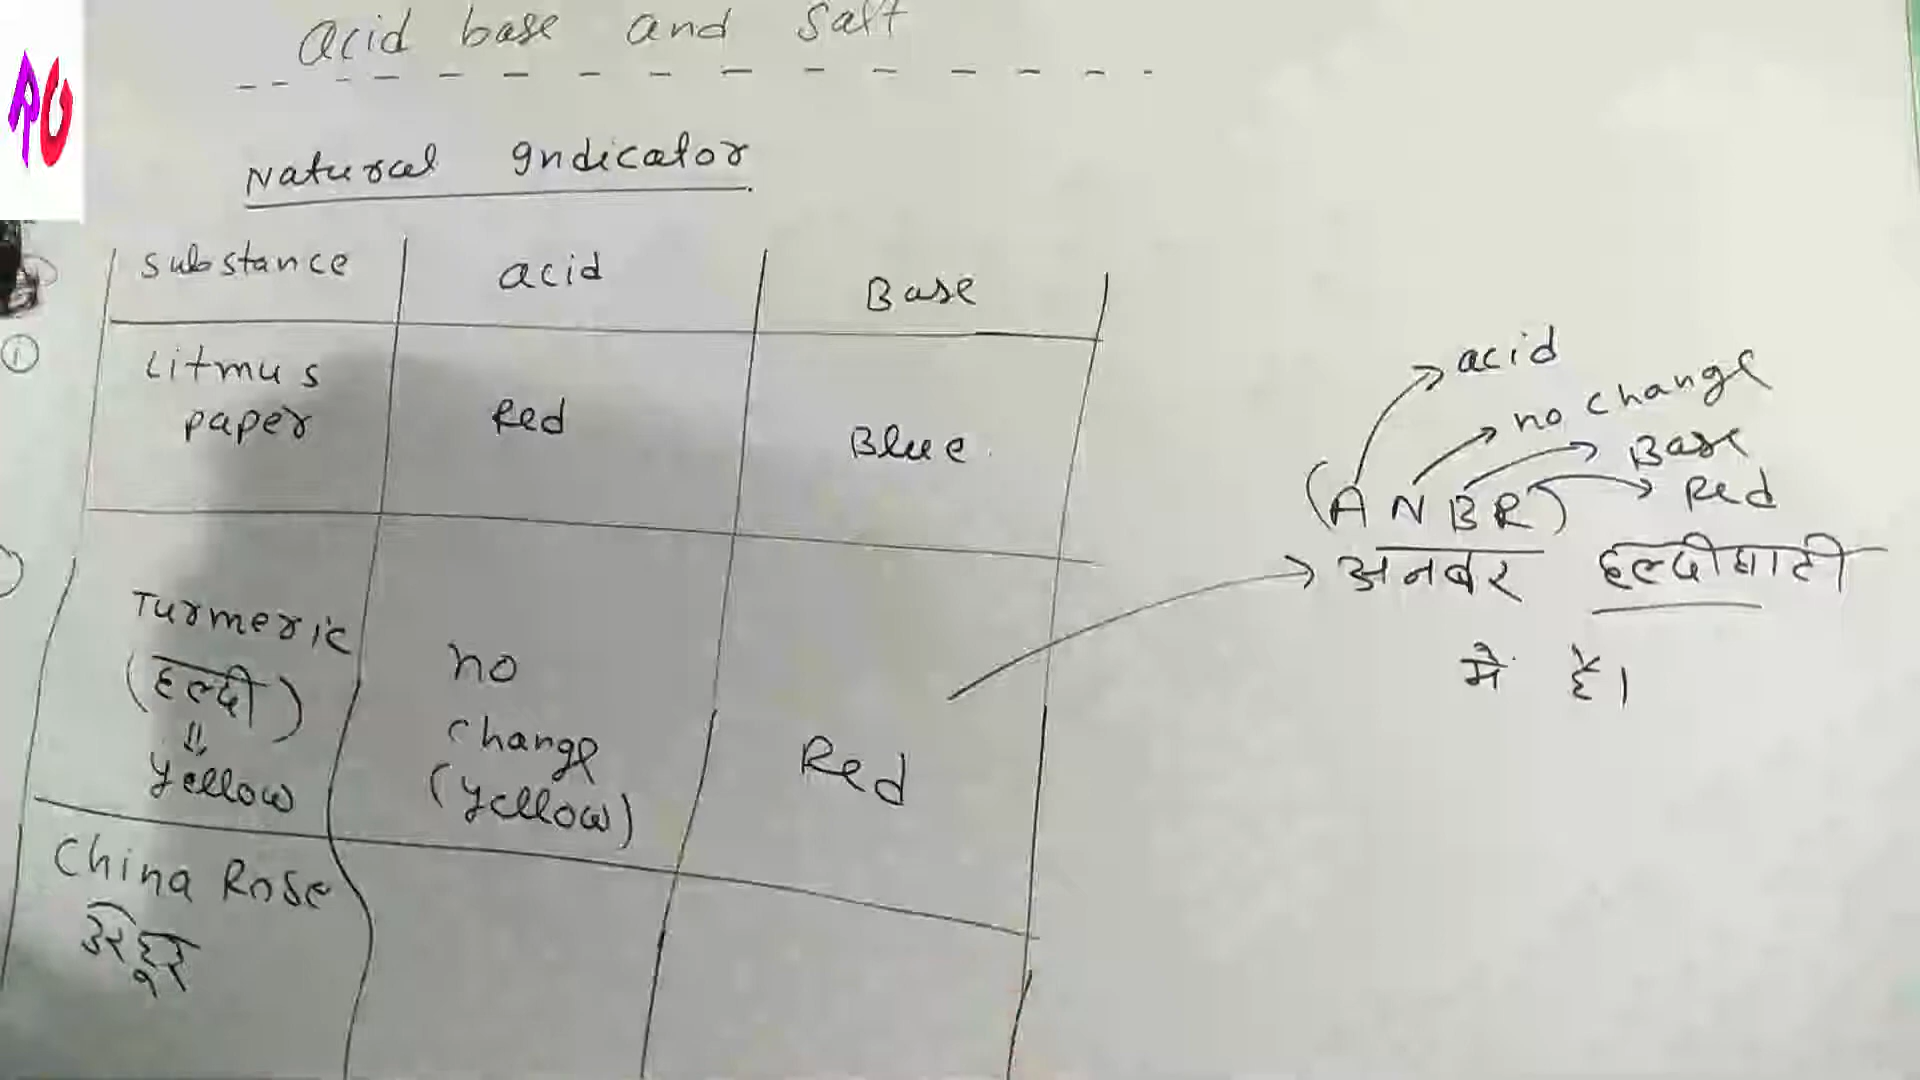 acid base and salt
Natural Indicator
substance acid Base
Litmus paper
Red
Blue
Turmeric
(हल्दी)
⇓
yellow
no
change
(yellow)
Red
China Rose
acid
no change
Base
Red
(A N B R)
अनबर हल्दीघाटी
मे है।